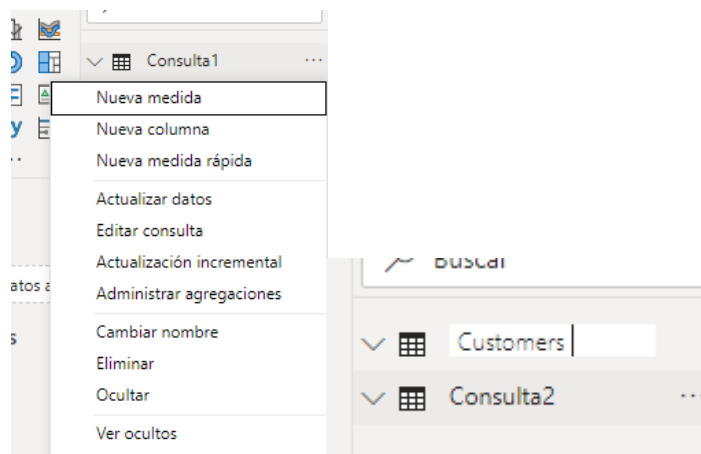 Consulta1
Nueva medida
Nueva columna
Nueva medida rápida
Actualizar datos
Editar consulta
Actualización incremental
Administrar agregaciones
Cambiar nombre
Eliminar
Ocultar
Ver ocultos
Buscar
Customers
Consulta2